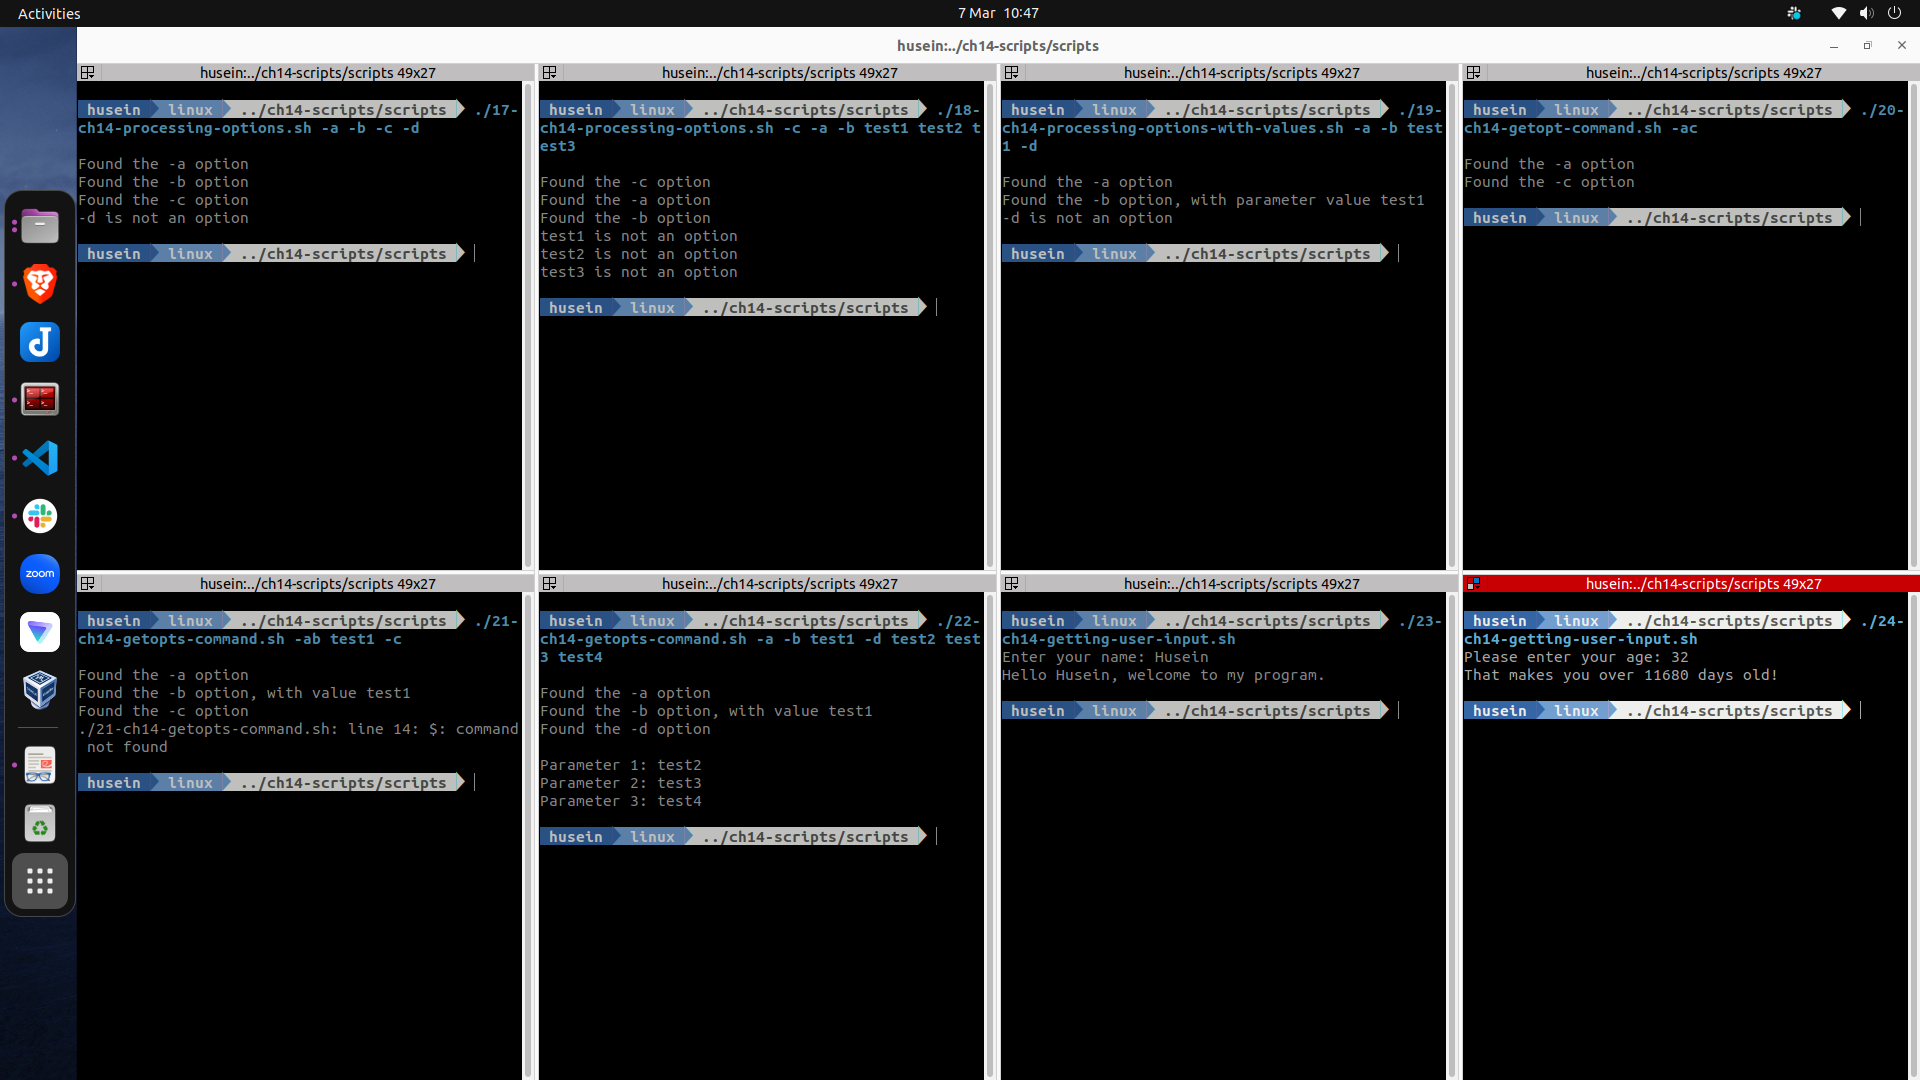 Activities
7 Mar 10:47
husein:../ch14-scripts/scripts
husein:../ch14-scripts/scripts 49x27
husein linux ../ch14-scripts/scripts ./17-
ch14-processing-options.sh -a -b -c -d
Found the -a option
Found the -b option
Found the -c option
-d is not an option
husein linux ../ch14-scripts/scripts
husein:../ch14-scripts/scripts 49x27
husein linux ../ch14-scripts/scripts ./18-
ch14-processing-options.sh -c -a -b test1 test2 t
est3
Found the -c option
Found the -a option
Found the -b option
test1 is not an option
test2 is not an option
test3 is not an option
husein linux ../ch14-scripts/scripts
husein:../ch14-scripts/scripts 49x27
husein linux ../ch14-scripts/scripts ./19-
ch14-processing-options-with-values.sh -a -b test
1 -d
Found the -a option
Found the -b option, with parameter value test1
-d is not an option
husein linux ../ch14-scripts/scripts
husein:../ch14-scripts/scripts 49x27
husein linux ../ch14-scripts/scripts ./20-
ch14-getopt-command.sh -ac
Found the -a option
Found the -c option
husein linux ../ch14-scripts/scripts
husein:../ch14-scripts/scripts 49x27
husein linux ../ch14-scripts/scripts ./21-
ch14-getopts-command.sh -ab test1 -c
Found the -a option
Found the -b option, with value test1
Found the -c option
./21-ch14-getopts-command.sh: line 14: $: command
not found
husein linux ../ch14-scripts/scripts
husein:../ch14-scripts/scripts 49x27
husein linux ../ch14-scripts/scripts ./22-
ch14-getopts-command.sh -a -b test1 -d test2 test
3 test4
Found the -a option
Found the -b option, with value test1
Found the -d option
Parameter 1: test2
Parameter 2: test3
Parameter 3: test4
husein linux ../ch14-scripts/scripts
husein:../ch14-scripts/scripts 49x27
husein linux ../ch14-scripts/scripts ./23-
ch14-getting-user-input.sh
Enter your name: Husein
Hello Husein, welcome to my program.
husein linux ../ch14-scripts/scripts
husein:../ch14-scripts/scripts 49x27
husein linux ../ch14-scripts/scripts ./24-
ch14-getting-user-input.sh
Please enter your age: 32
That makes you over 11680 days old!
husein linux ../ch14-scripts/scripts
zoom